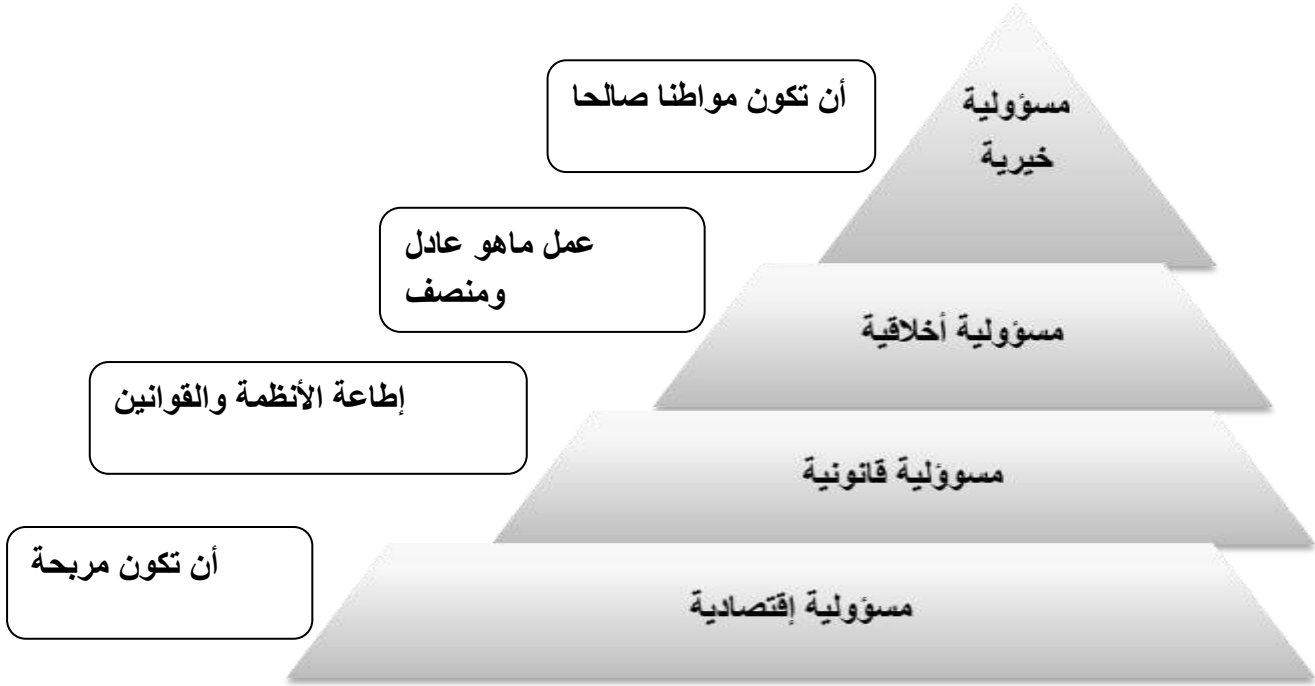 مسؤولية
خيرية
أن تكون مواطنا صالحا
مسؤولية أخلاقية
عمل ماهو عادل
ومنصف
مسوؤلية قانونية
إطاعة الأنظمة والقوانين
مسؤولية إقتصادية
أن تكون مربحة